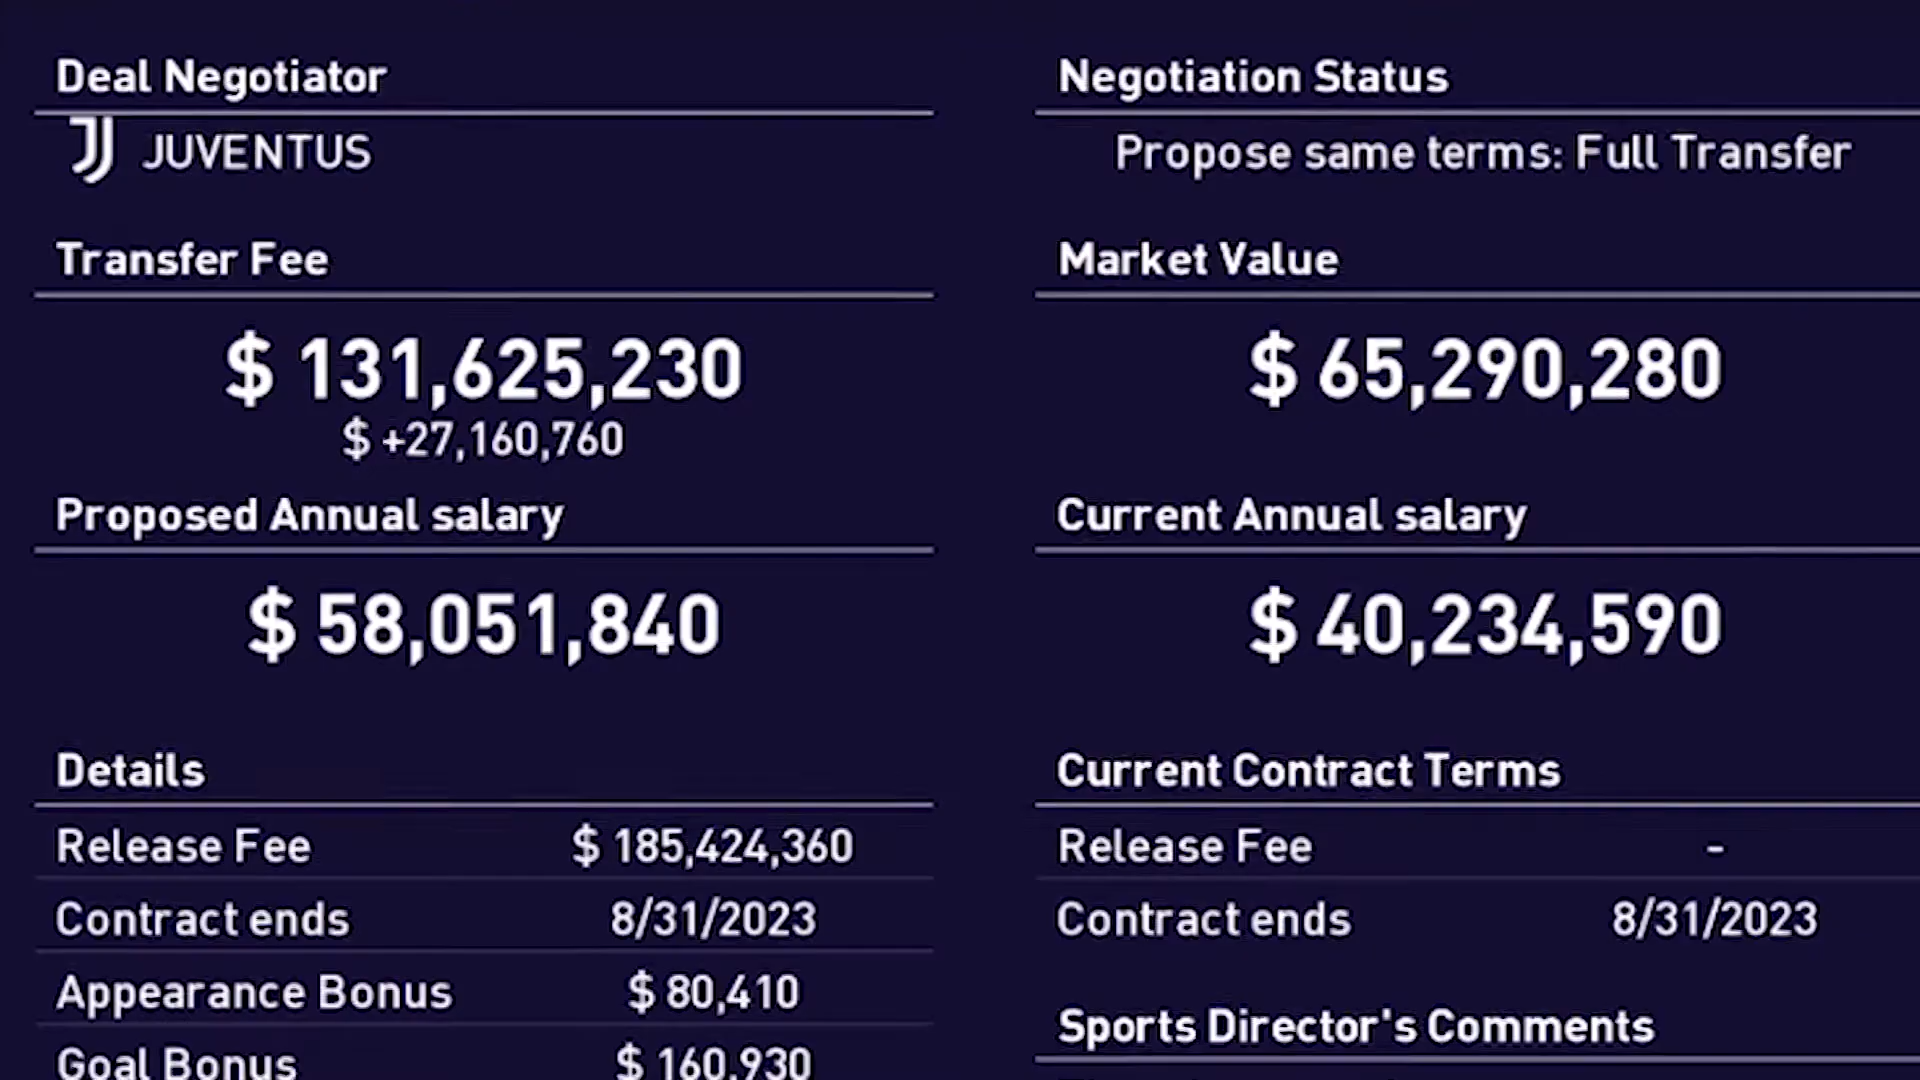 Deal Negotiator
JUVENTUS
Negotiation Status
Propose same terms: Full Transfer
Transfer Fee
$ 131,625,230
$ +27,160,760
Market Value
$ 65,290,280
Proposed Annual salary
$ 58,051,840
Current Annual salary
$ 40,234,590
Details
Release Fee $ 185,424,360
Contract ends 8/31/2023
Appearance Bonus $ 80,410
Goal Bonus $ 160,930
Current Contract Terms
Release Fee -
Contract ends 8/31/2023
Sports Director's Comments